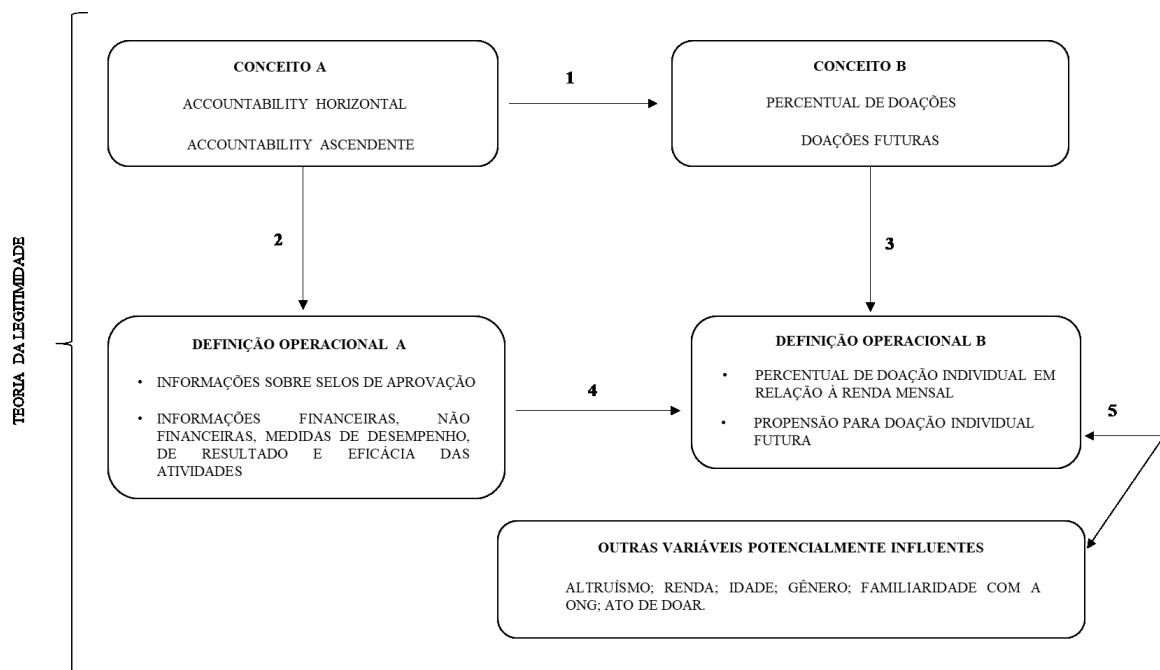 TEORIA DA LEGITIMIDADE
CONCEITO A
ACCOUNTABILITY HORIZONTAL
ACCOUNTABILITY ASCENDENTE
1
CONCEITO B
PERCENTUAL DE DOAÇÕES
DOAÇÕES FUTURAS
2
3
DEFINIÇÃO OPERACIONAL A
• INFORMAÇÕES SOBRE SELOS DE APROVAÇÃO
• INFORMAÇÕES FINANCEIRAS, NÃO
FINANCEIRAS, MEDIDAS DE DESEMPENHO,
DE RESULTADO E EFICÁCIA DAS
ATIVIDADES
4
DEFINIÇÃO OPERACIONAL B
• PERCENTUAL DE DOAÇÃO INDIVIDUAL EM
RELAÇÃO À RENDA MENSAL
• PROPENSÃO PARA DOAÇÃO INDIVIDUAL
FUTURA
5
OUTRAS VARIÁVEIS POTENCIALMENTE INFLUENTES
ALTRUÍSMO; RENDA; IDADE; GÊNERO; FAMILIARIDADE COM A
ONG; ATO DE DOAR.